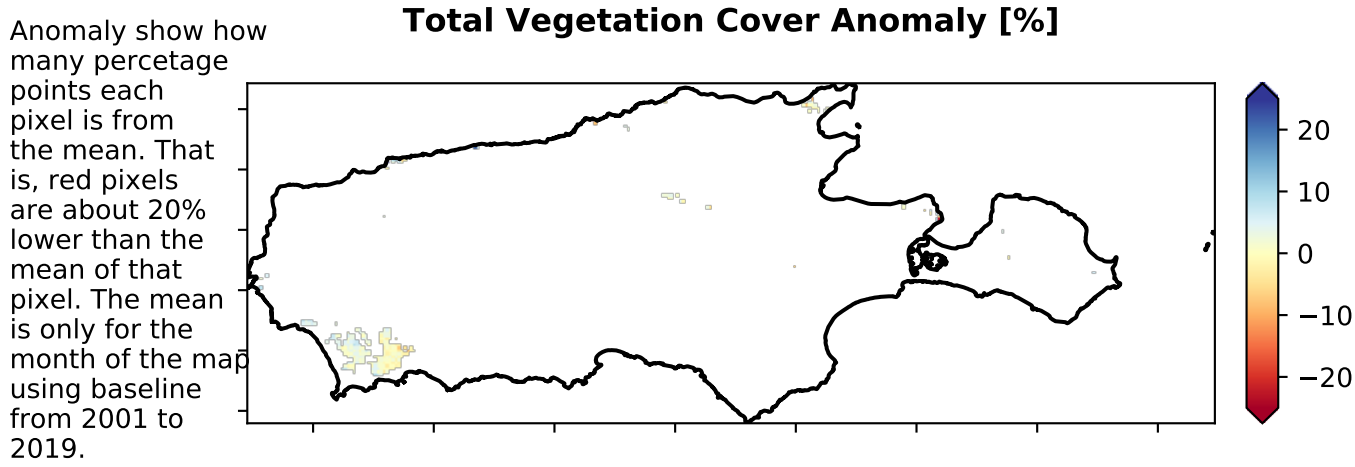 Total Vegetation Cover Anomaly [%]
Anomaly show how
many percetage
points each
pixel is from
the mean. That
is, red pixels
are about 20%
lower than the
mean of that
pixel. The mean
is only for the
month of the map
using baseline
from 2001 to
2019.
20
10
0
−10
−20